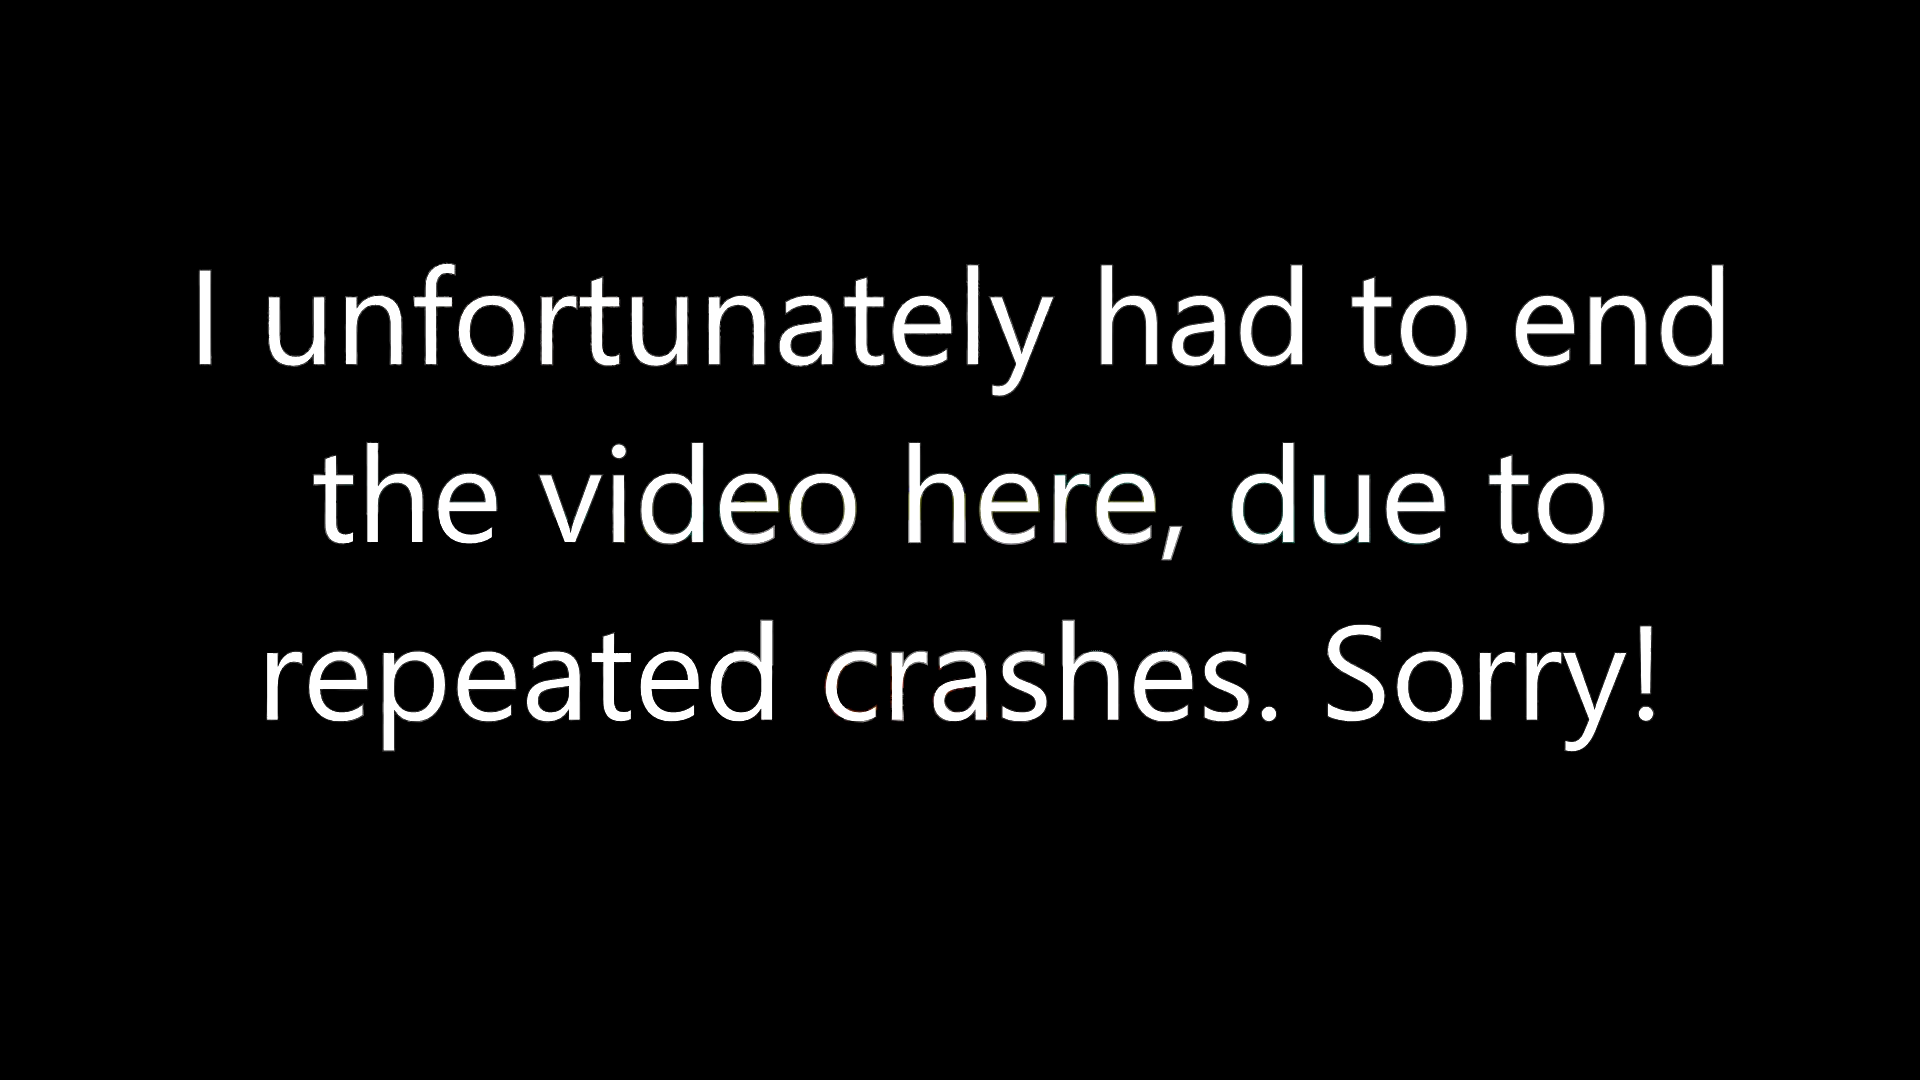 I unfortunately had to end
the video here, due to
repeated crashes. Sorry!